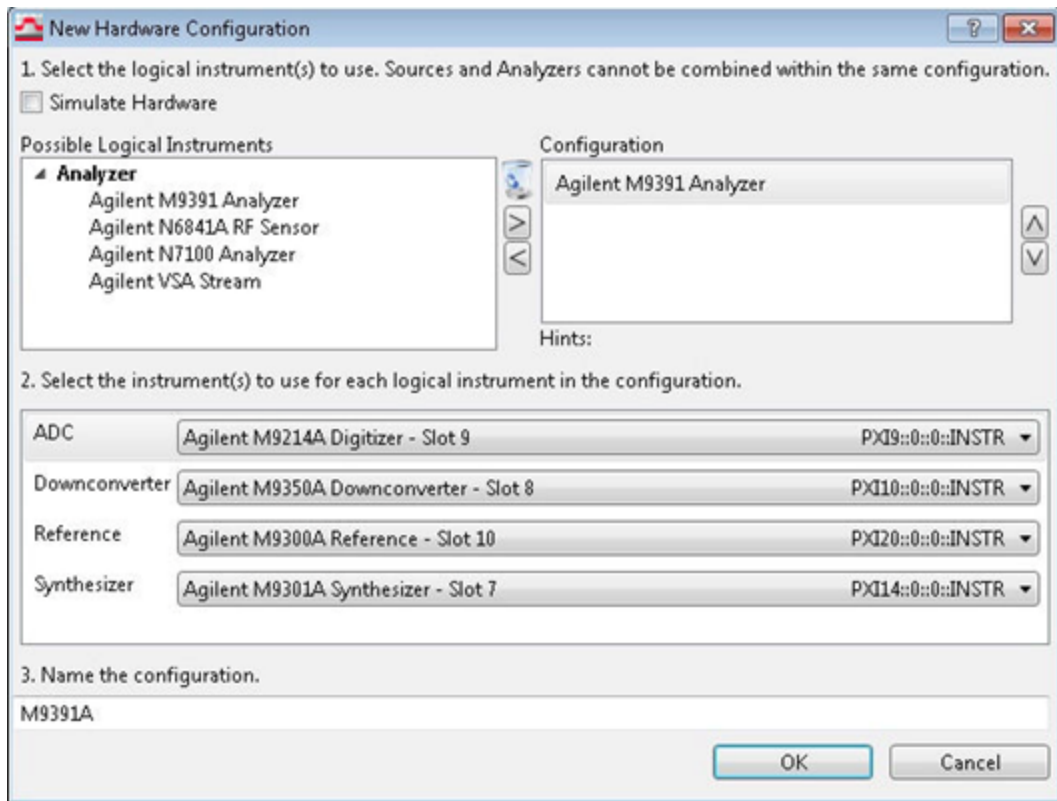 New Hardware Configuration
1. Select the logical instrument(s) to use. Sources and Analyzers cannot be combined within the same configuration.
Simulate Hardware
Possible Logical Instruments
Analyzer
Agilent M9391 Analyzer
Agilent N6841A RF Sensor
Agilent N7100 Analyzer
Agilent VSA Stream
>
<
Configuration
Agilent M9391 Analyzer
Hints:
2. Select the instrument(s) to use for each logical instrument in the configuration.
ADC Agilent M9214A Digitizer - Slot 9 PXI9::0::0::INSTR
Downconverter Agilent M9350A Downconverter - Slot 8 PXI10::0::0::INSTR
Reference Agilent M9300A Reference - Slot 10 PXI20::0::0::INSTR
Synthesizer Agilent M9301A Synthesizer - Slot 7 PXI14::0::0::INSTR
3. Name the configuration.
M9391A
OK Cancel